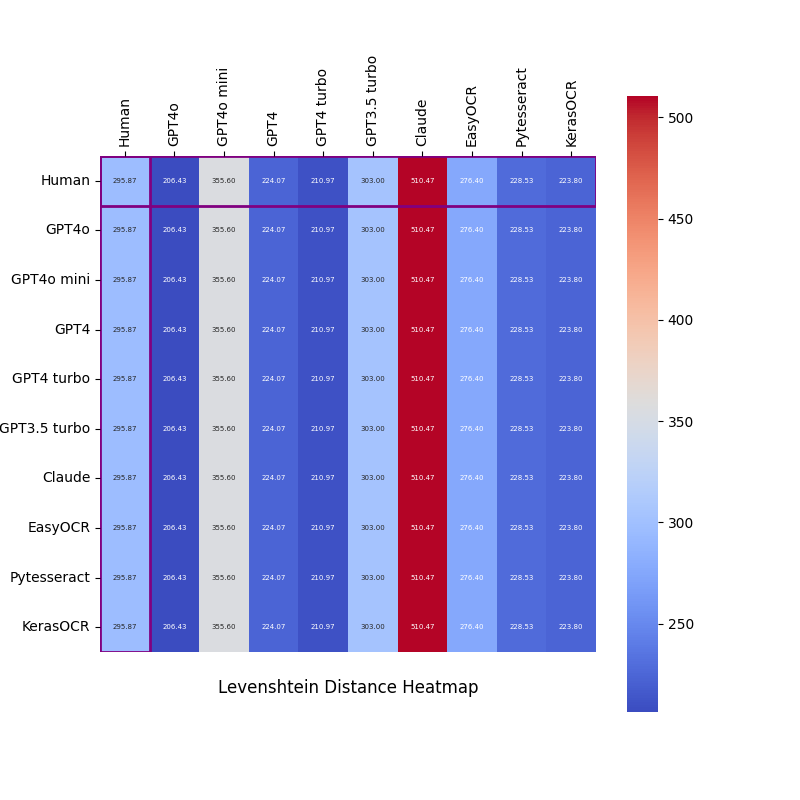 Human GPT4o GPT4o mini GPT4 GPT4 turbo GPT3.5 turbo Claude EasyOCR Pytesseract KerasOCR
Human 295.87 206.43 355.60 224.07 210.97 303.00 510.47 276.40 228.53 223.80
GPT4o 295.87 206.43 355.60 224.07 210.97 303.00 510.47 276.40 228.53 223.80
GPT4o mini 295.87 206.43 355.60 224.07 210.97 303.00 510.47 276.40 228.53 223.80
GPT4 295.87 206.43 355.60 224.07 210.97 303.00 510.47 276.40 228.53 223.80
GPT4 turbo 295.87 206.43 355.60 224.07 210.97 303.00 510.47 276.40 228.53 223.80
GPT3.5 turbo 295.87 206.43 355.60 224.07 210.97 303.00 510.47 276.40 228.53 223.80
Claude 295.87 206.43 355.60 224.07 210.97 303.00 510.47 276.40 228.53 223.80
EasyOCR 295.87 206.43 355.60 224.07 210.97 303.00 510.47 276.40 228.53 223.80
Pytesseract 295.87 206.43 355.60 224.07 210.97 303.00 510.47 276.40 228.53 223.80
KerasOCR 295.87 206.43 355.60 224.07 210.97 303.00 510.47 276.40 228.53 223.80
Levenshtein Distance Heatmap
500
450
400
350
300
250